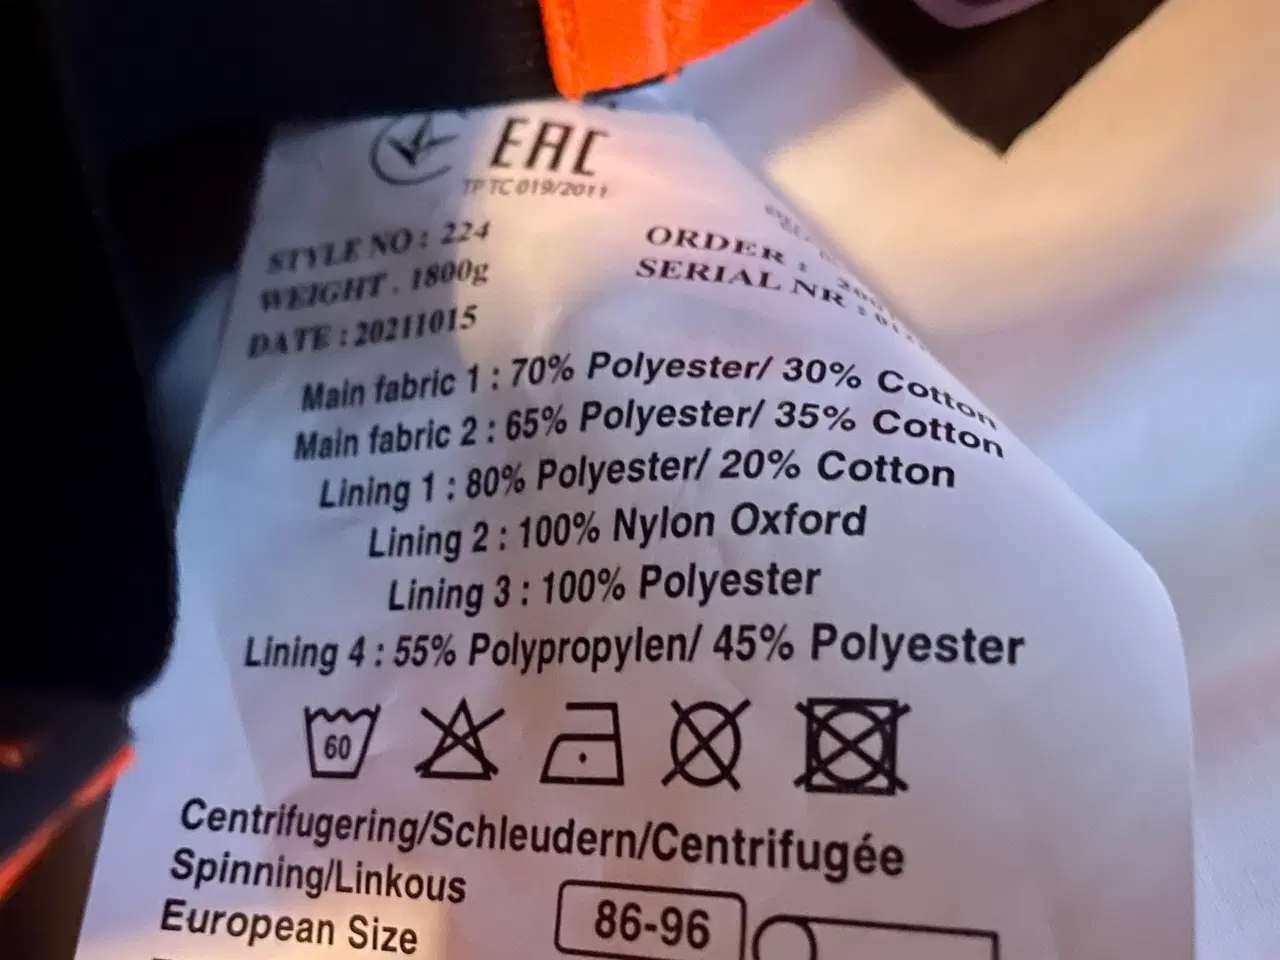 EAC
TP TC 019/2011
STYLE NO : 224
WEIGHT . 1800g
DATE : 20211015
ORDER :
SERIAL NR :
Main fabric 1 : 70% Polyester/ 30% Cotton
Main fabric 2 : 65% Polyester/ 35% Cotton
Lining 1 : 80% Polyester/ 20% Cotton
Lining 2 : 100% Nylon Oxford
Lining 3 : 100% Polyester
Lining 4 : 55% Polypropylen/ 45% Polyester
60
Centrifugering/Schleudern/Centrifugée
Spinning/Linkous
European Size
86-96